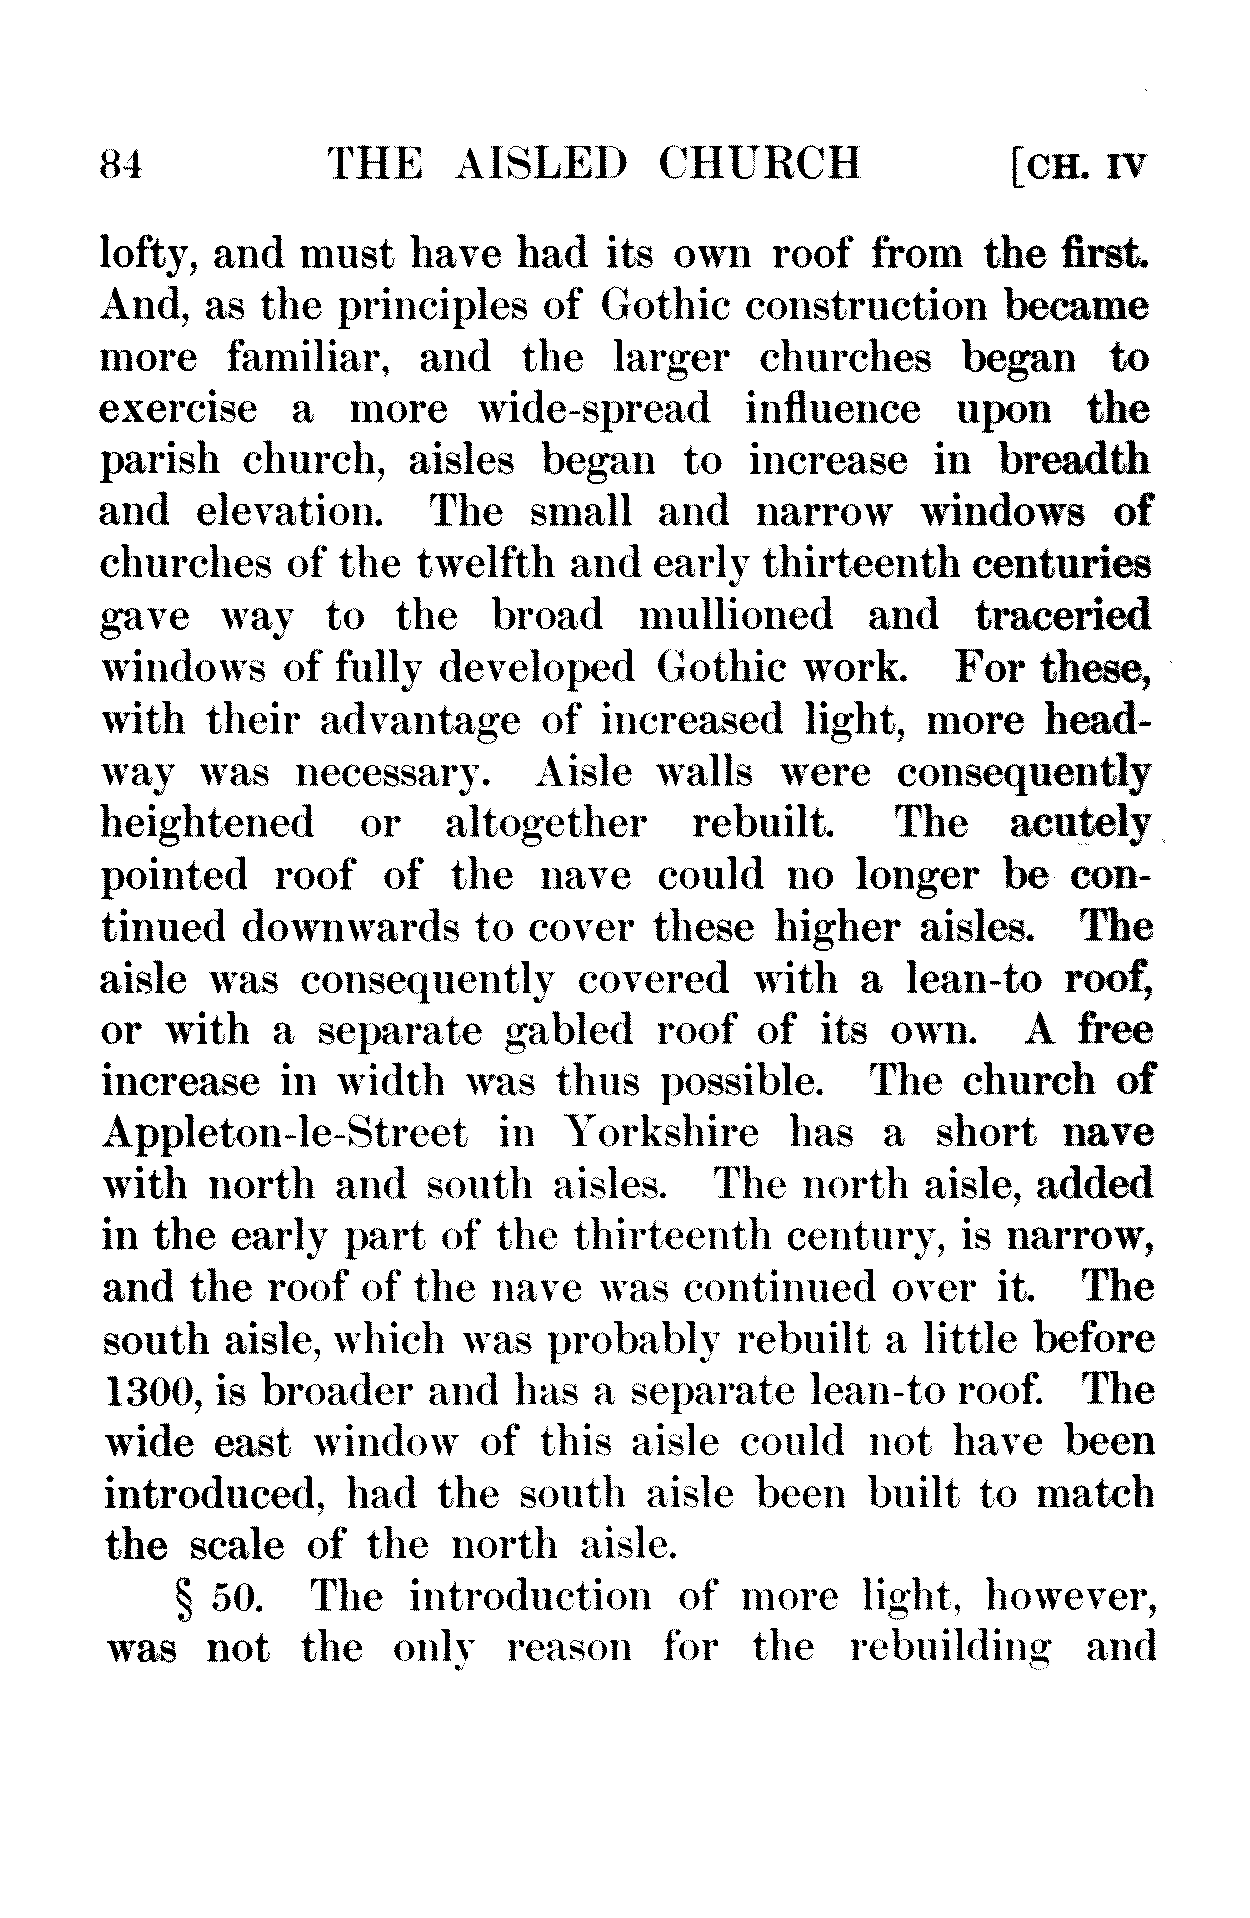 84 THE AISLED CHURCH [CH. IV
lofty, and must have had its own roof from the first.
And, as the principles of Gothic construction became
more familiar, and the larger churches began to
exercise a more wide-spread influence upon the
parish church, aisles began to increase in breadth
and elevation. The small and narrow windows of
churches of the twelfth and early thirteenth centuries
gave way to the broad mullioned and traceried
windows of fully developed Gothic work. For these,
with their advantage of increased light, more head-
way was necessary. Aisle walls were consequently
heightened or altogether rebuilt. The acutely
pointed roof of the nave could no longer be con-
tinued downwards to cover these higher aisles. The
aisle was consequently covered with a lean-to roof,
or with a separate gabled roof of its own. A free
increase in width was thus possible. The church of
Appleton-le-Street in Yorkshire has a short nave
with north and south aisles. The north aisle, added
in the early part of the thirteenth century, is narrow,
and the roof of the nave was continued over it. The
south aisle, which was probably rebuilt a little before
1300, is broader and has a separate lean-to roof. The
wide east window of this aisle could not have been
introduced, had the south aisle been built to match
the scale of the north aisle.
§ 50. The introduction of more light, however,
was not the only reason for the rebuilding and